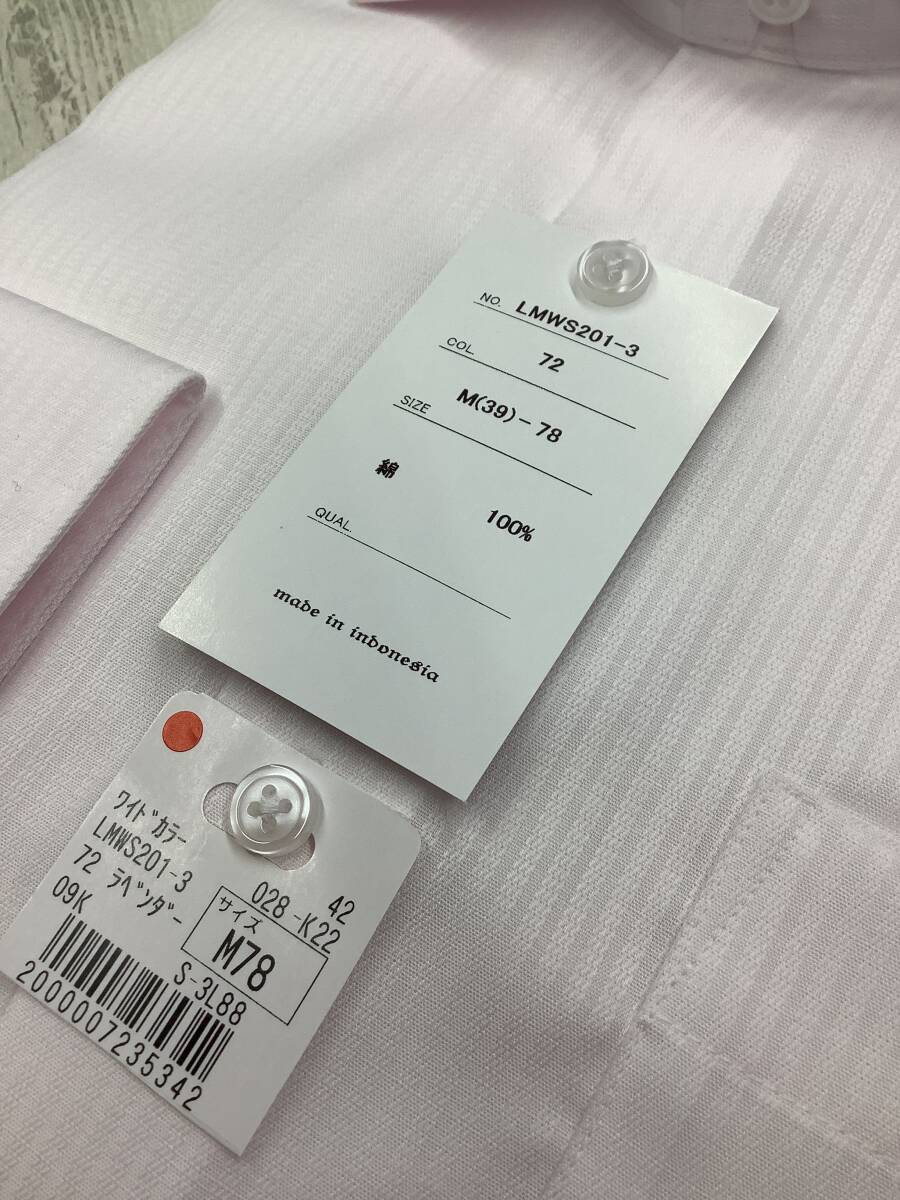 NO. LMWS201-3
COL. 72
SIZE M(39)-78
綿 100%
QUAL.
made in indonesia
ﾜｲﾄﾞｶﾗｰ 42
LMWS201-3 028-K22
72 ﾗﾍﾞﾝﾀﾞｰ サイズ
09K M78
S-3L88
2000007235342